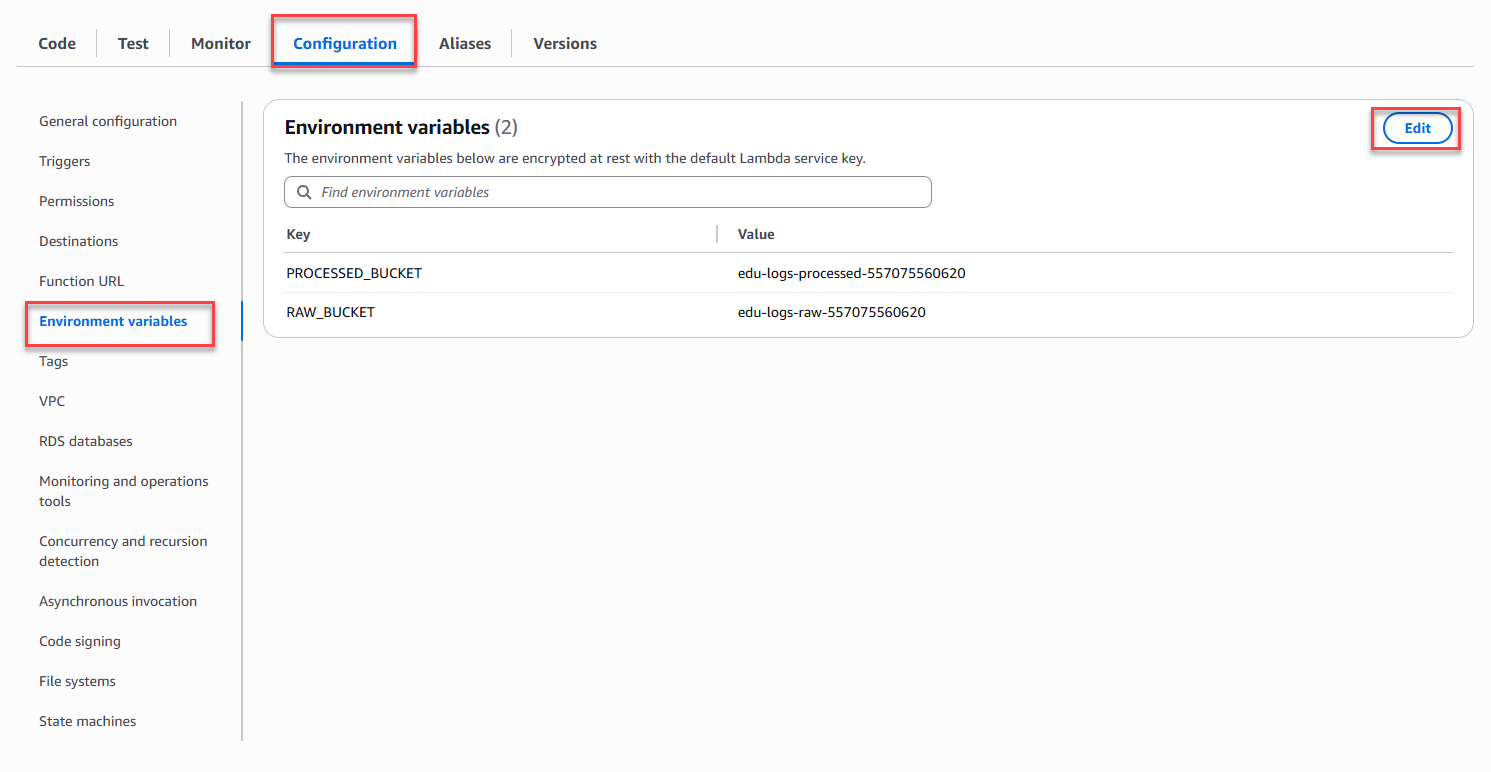 Code Test Monitor Configuration Aliases Versions
General configuration
Triggers
Permissions
Destinations
Function URL
Environment variables
Tags
VPC
RDS databases
Monitoring and operations
tools
Concurrency and recursion
detection
Asynchronous invocation
Code signing
File systems
State machines
Environment variables (2)
Edit
The environment variables below are encrypted at rest with the default Lambda service key.
Find environment variables
Key Value
PROCESSED_BUCKET edu-logs-processed-557075560620
RAW_BUCKET edu-logs-raw-557075560620